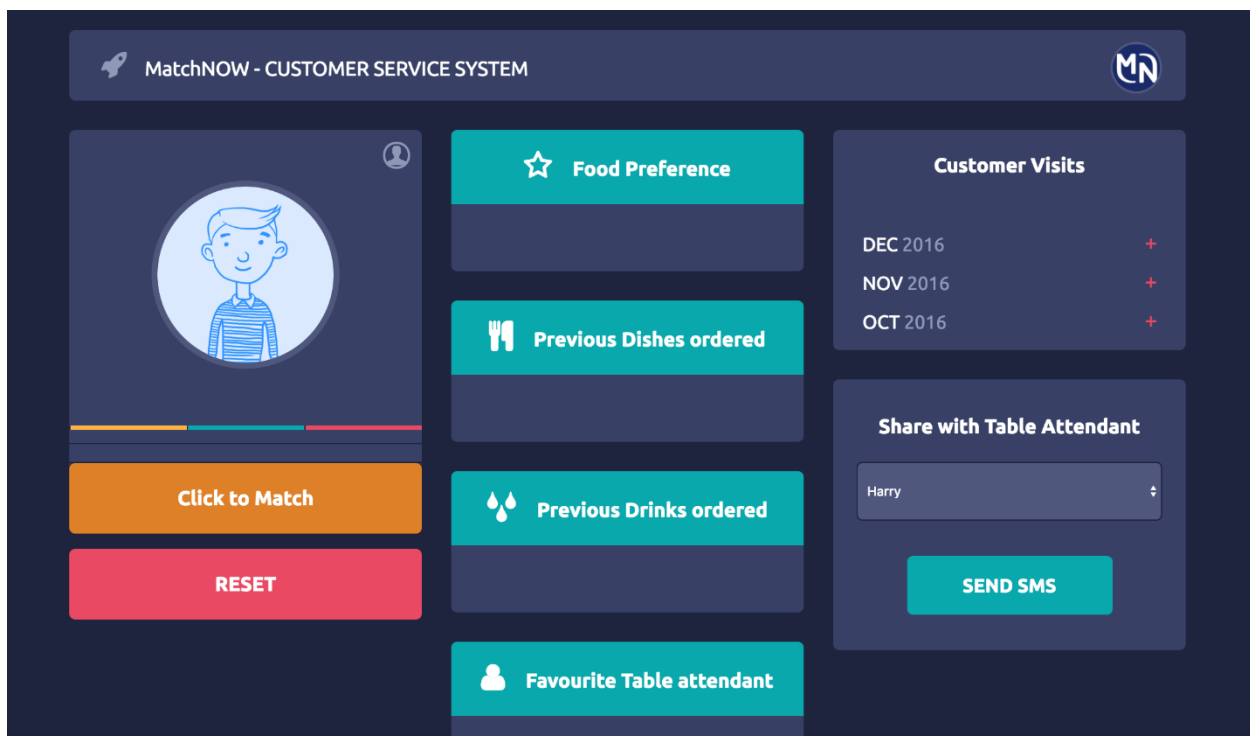 MatchNOW - CUSTOMER SERVICE SYSTEM
MN
Click to Match
RESET
Food Preference
Previous Dishes ordered
Previous Drinks ordered
Favourite Table attendant
Customer Visits
DEC 2016 +
NOV 2016 +
OCT 2016 +
Share with Table Attendant
Harry
SEND SMS